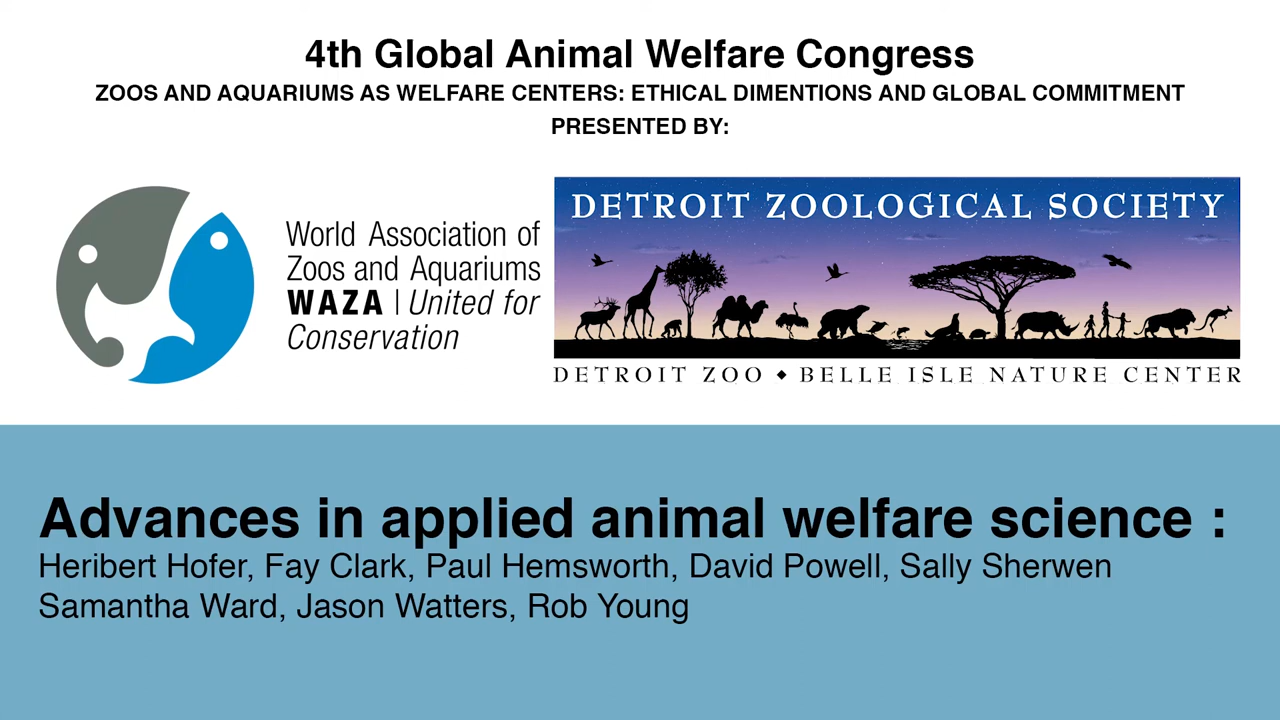 4th Global Animal Welfare Congress
ZOOS AND AQUARIUMS AS WELFARE CENTERS: ETHICAL DIMENTIONS AND GLOBAL COMMITMENT
PRESENTED BY:
World Association of
Zoos and Aquariums
WAZA | United for
Conservation
DETROIT ZOOLOGICAL SOCIETY
DETROIT ZOO ◆ BELLE ISLE NATURE CENTER
Advances in applied animal welfare science :
Heribert Hofer, Fay Clark, Paul Hemsworth, David Powell, Sally Sherwen
Samantha Ward, Jason Watters, Rob Young